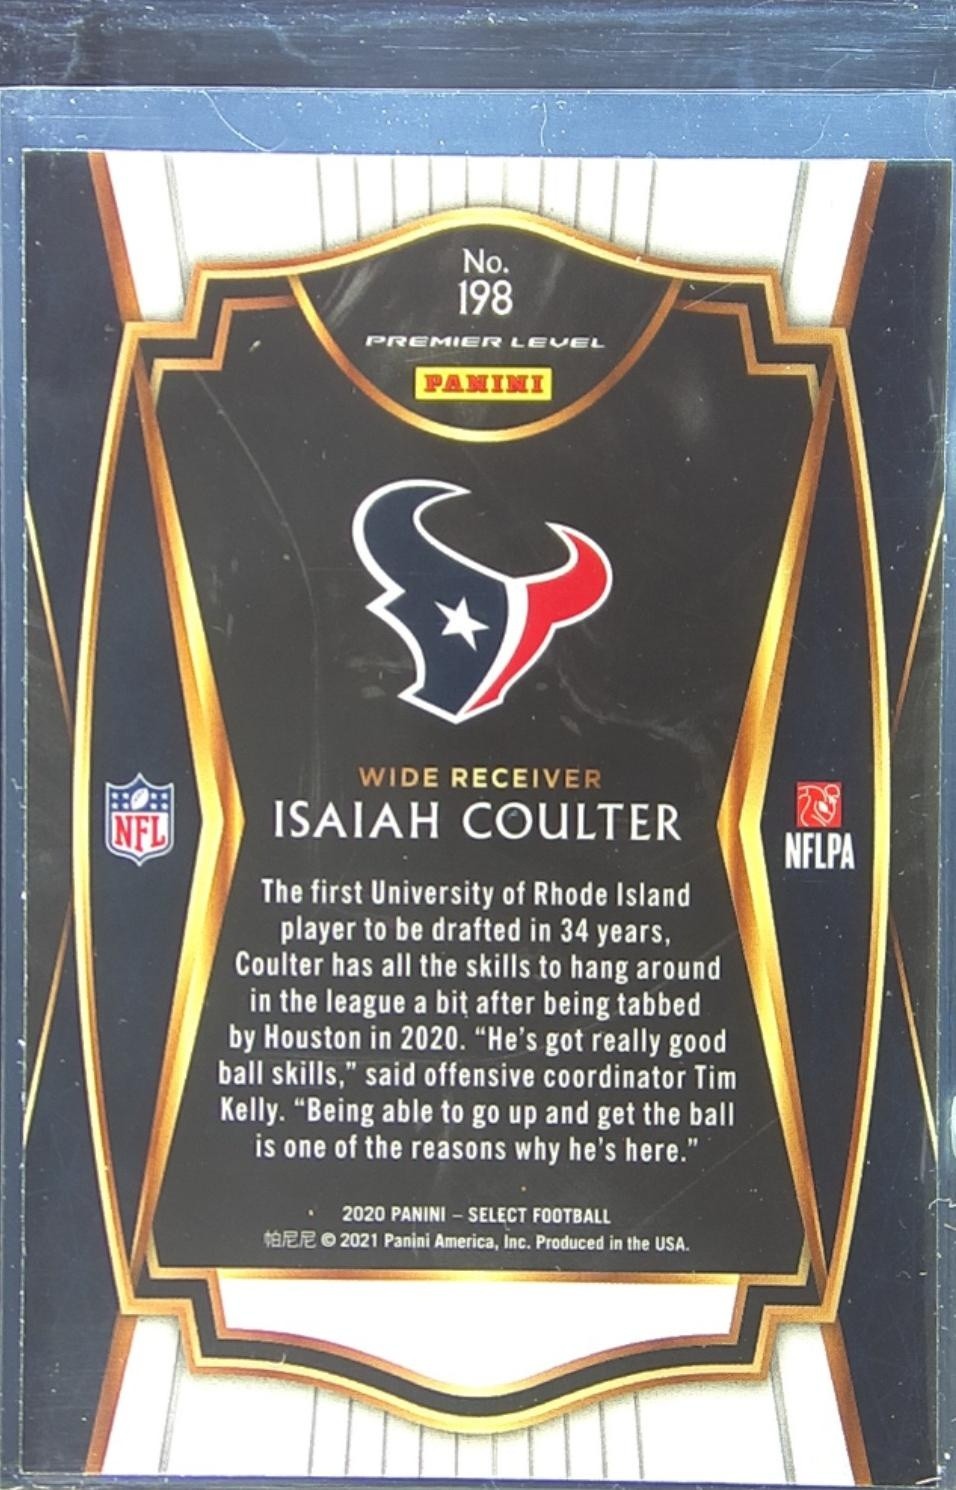 No.
198
PREMIER LEVEL
PANINI
WIDE RECEIVER
ISAIAH COULTER
NFL
NFLPA
The first University of Rhode Island
player to be drafted in 34 years,
Coulter has all the skills to hang around
in the league a bit after being tabbed
by Houston in 2020. “He’s got really good
ball skills,” said offensive coordinator Tim
Kelly. “Being able to go up and get the ball
is one of the reasons why he’s here.”
2020 PANINI – SELECT FOOTBALL
帕尼尼 © 2021 Panini America, Inc. Produced in the USA.